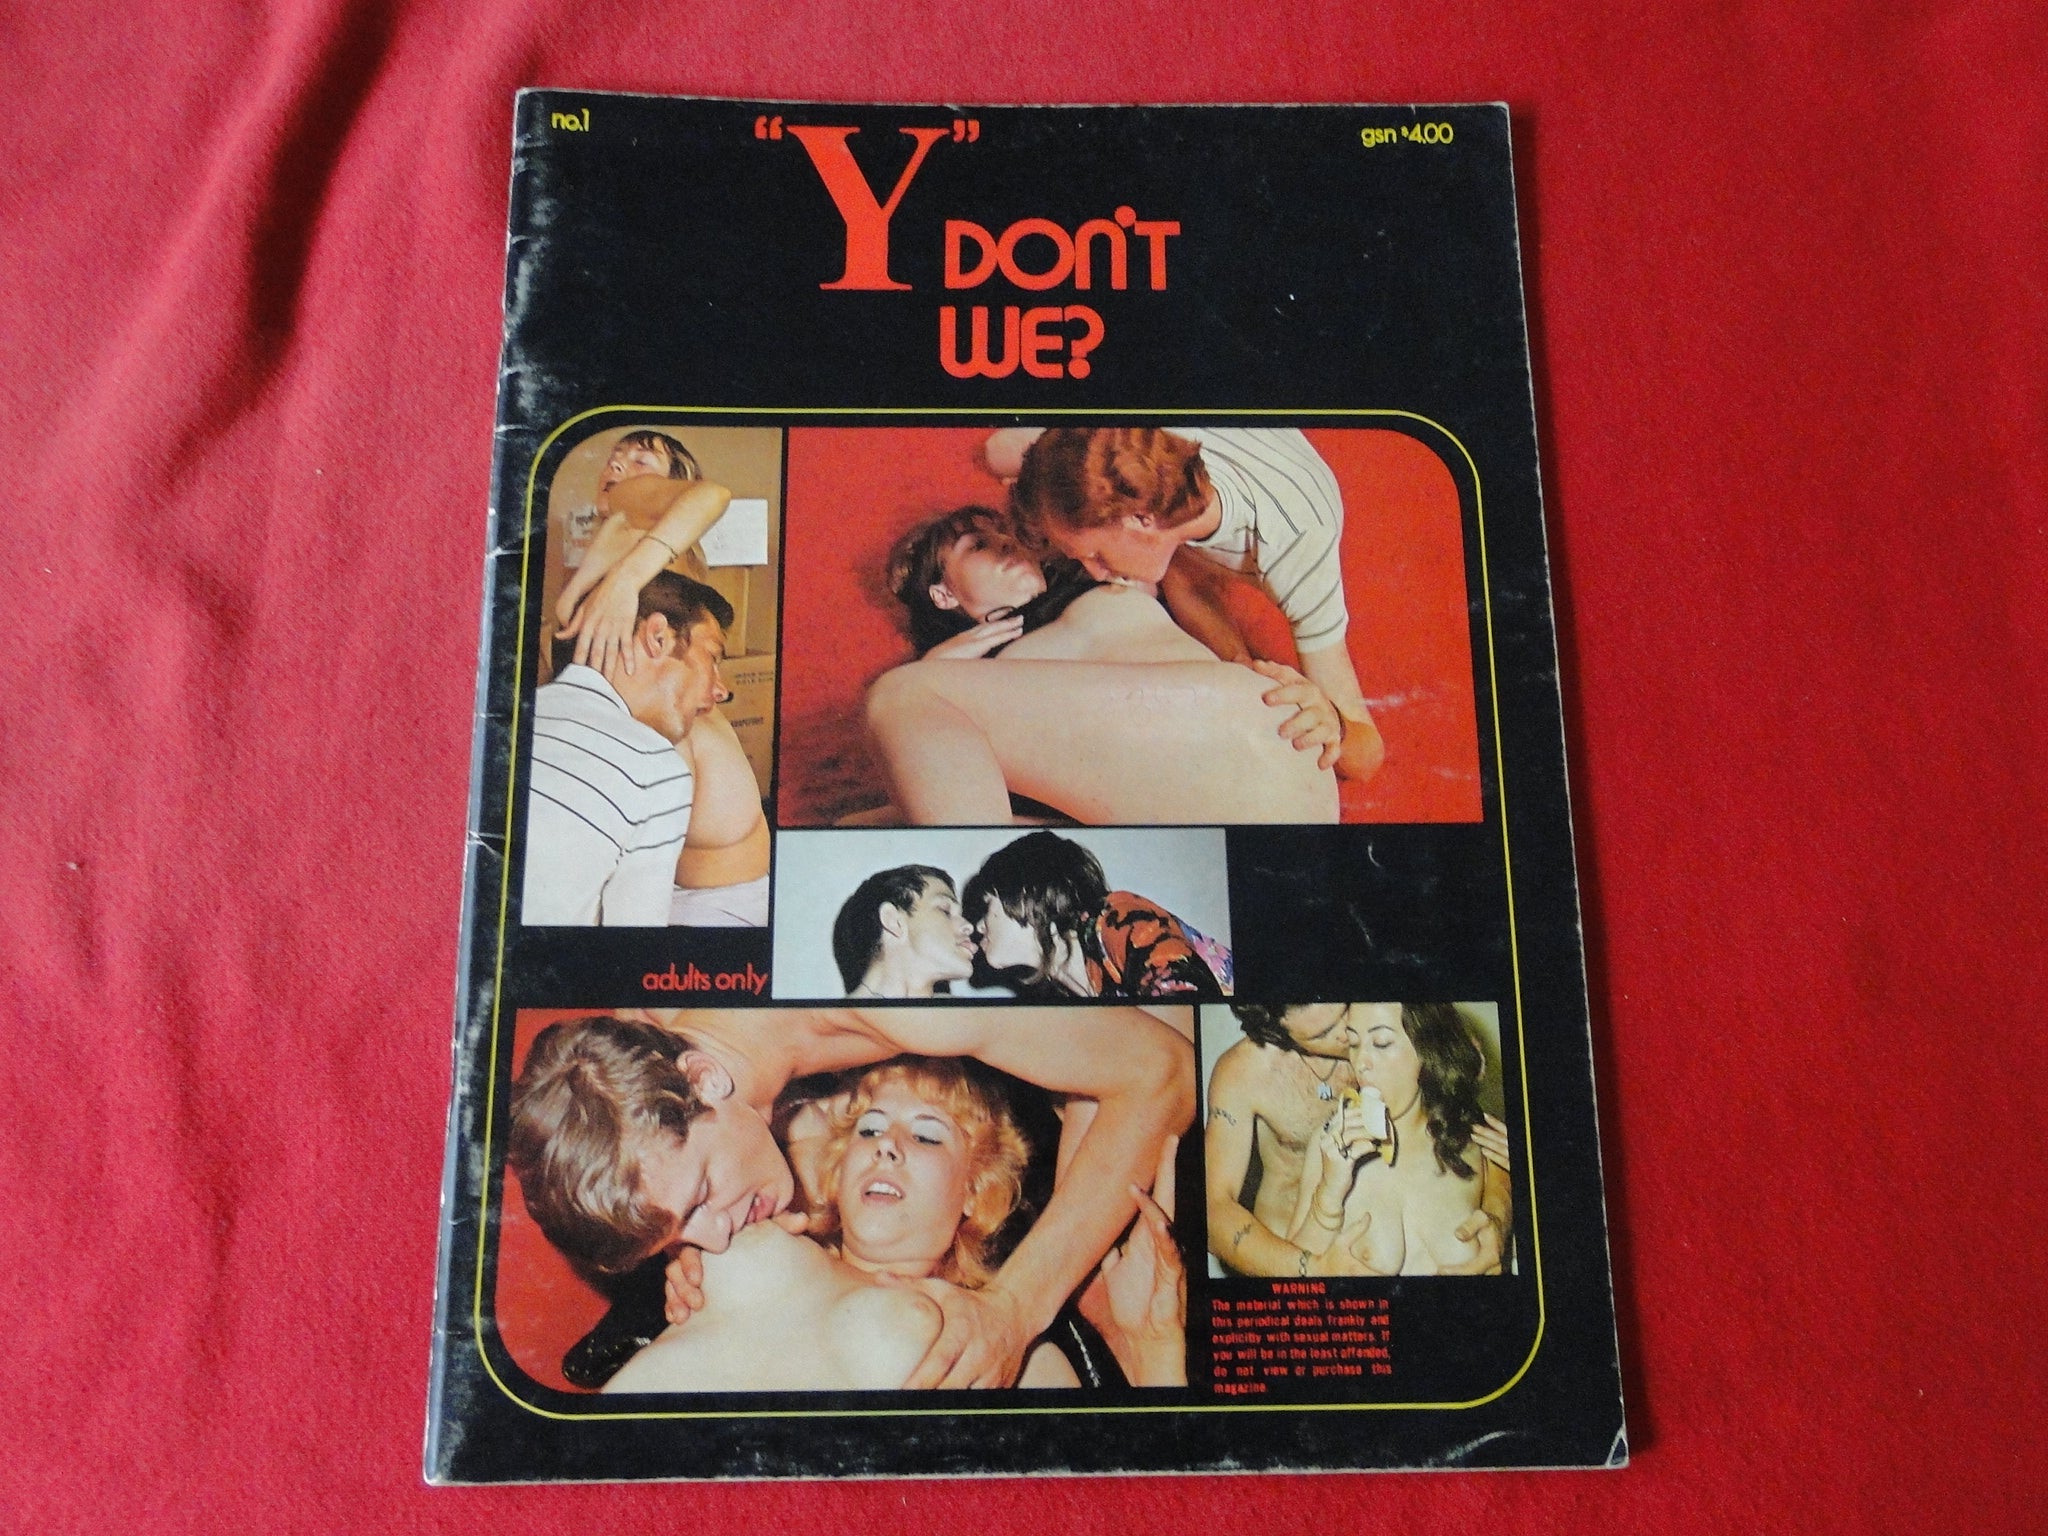 no.1
gsn $4.00
"Y" DON'T
WE?
adults only
WARNING
The material which is shown in
this periodical deals frankly and
explicitly with sexual matters. If
you will be in the least offended,
do not view or purchase this
magazine.